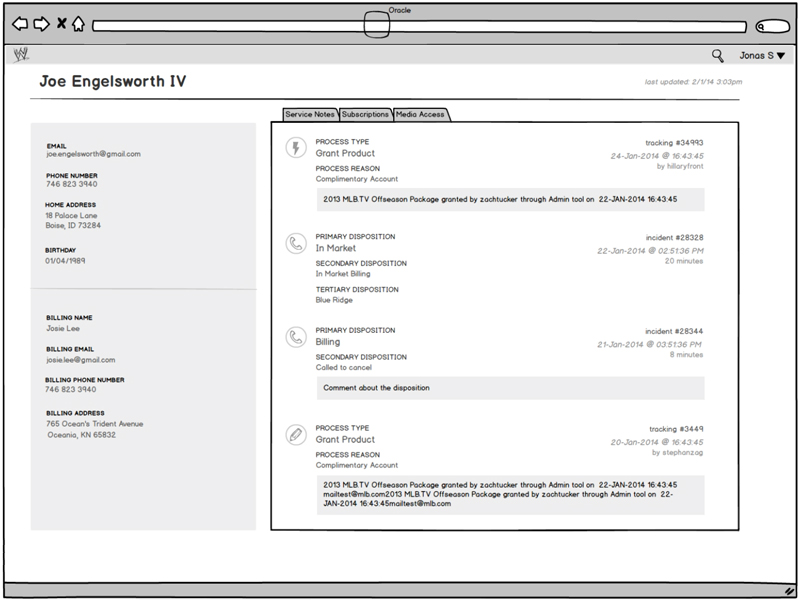 Oracle
W
Jonas S
Joe Engelsworth IV
last updated: 2/1/14 3:03pm
EMAIL
joe.engelsworth@gmail.com
PHONE NUMBER
746 823 3940
HOME ADDRESS
18 Palace Lane
Boise, ID 73284
BIRTHDAY
01/04/1989
BILLING NAME
Josie Lee
BILLING EMAIL
josie.lee@gmail.com
BILLING PHONE NUMBER
746 823 3940
BILLING ADDRESS
765 Ocean's Trident Avenue
Oceania, KN 65832
Service Notes
Subscriptions
Media Access
PROCESS TYPE
Grant Product
PROCESS REASON
Complimentary Account
tracking #34993
24-Jan-2014 @ 16:43:45
by hillaryfront
2013 MLB.TV Offseason Package granted by zachtucker through Admin tool on 22-JAN-2014 16:43:45
PRIMARY DISPOSITION
In Market
SECONDARY DISPOSITION
In Market Billing
TERTIARY DISPOSITION
Blue Ridge
incident #28328
22-Jan-2014 @ 02:51:36 PM
20 minutes
PRIMARY DISPOSITION
Billing
SECONDARY DISPOSITION
Called to cancel
incident #28344
21-Jan-2014 @ 03:51:36 PM
8 minutes
Comment about the disposition
PROCESS TYPE
Grant Product
PROCESS REASON
Complimentary Account
tracking #3449
20-Jan-2014 @ 16:43:45
by stephanzag
2013 MLB.TV Offseason Package granted by zachtucker through Admin tool on 22-JAN-2014 16:43:45
mailtest@mlb.com2013 MLB.TV Offseason Package granted by zachtucker through Admin tool on 22-
JAN-2014 16:43:45mailtest@mlb.com